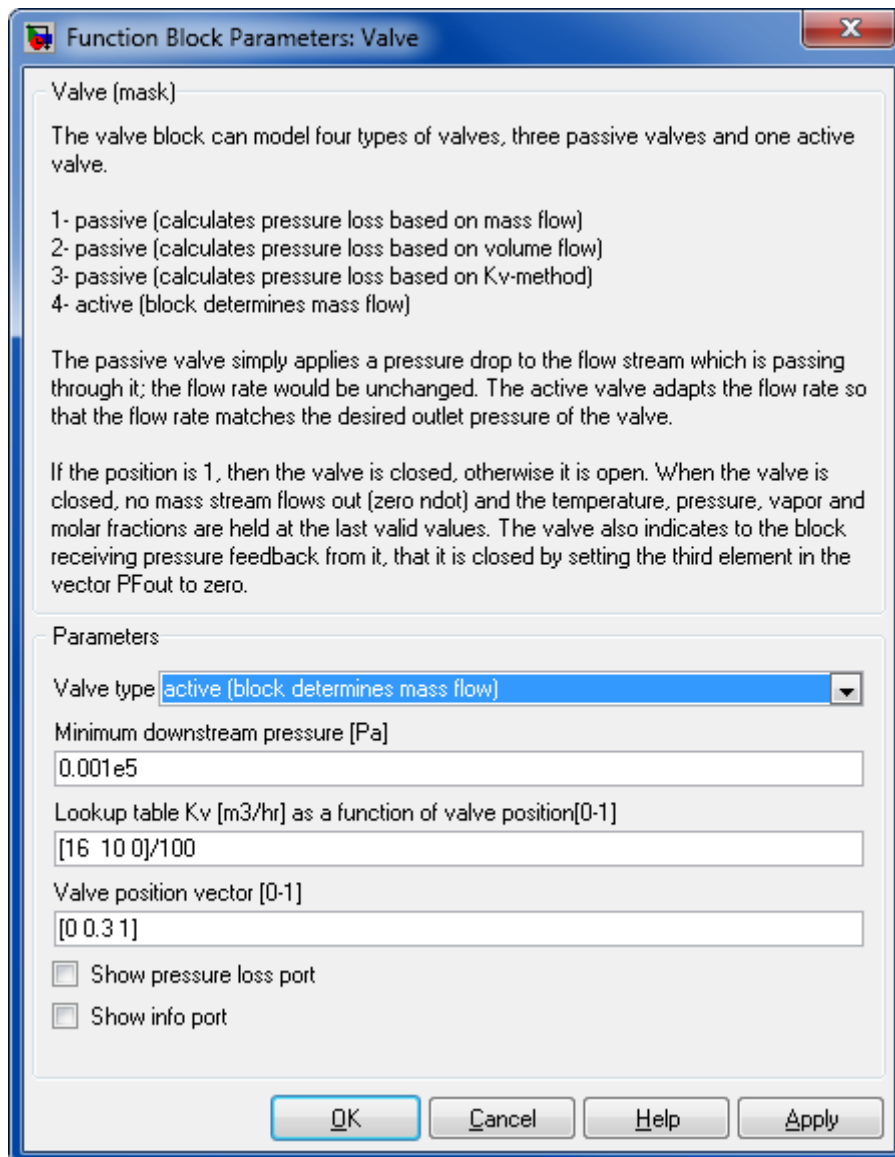 Function Block Parameters: Valve
Valve (mask)
The valve block can model four types of valves, three passive valves and one active
valve.
1- passive (calculates pressure loss based on mass flow)
2- passive (calculates pressure loss based on volume flow)
3- passive (calculates pressure loss based on Kv-method)
4- active (block determines mass flow)
The passive valve simply applies a pressure drop to the flow stream which is passing
through it; the flow rate would be unchanged. The active valve adapts the flow rate so
that the flow rate matches the desired outlet pressure of the valve.
If the position is 1, then the valve is closed, otherwise it is open. When the valve is
closed, no mass stream flows out (zero ndot) and the temperature, pressure, vapor and
molar fractions are held at the last valid values. The valve also indicates to the block
receiving pressure feedback from it, that it is closed by setting the third element in the
vector PFout to zero.
Parameters
Valve type active (block determines mass flow)
Minimum downstream pressure [Pa]
0.001e5
Lookup table Kv [m3/hr] as a function of valve position[0-1]
[16  10 0]/100
Valve position vector [0-1]
[0 0.3 1]
Show pressure loss port
Show info port
OK Cancel Help Apply